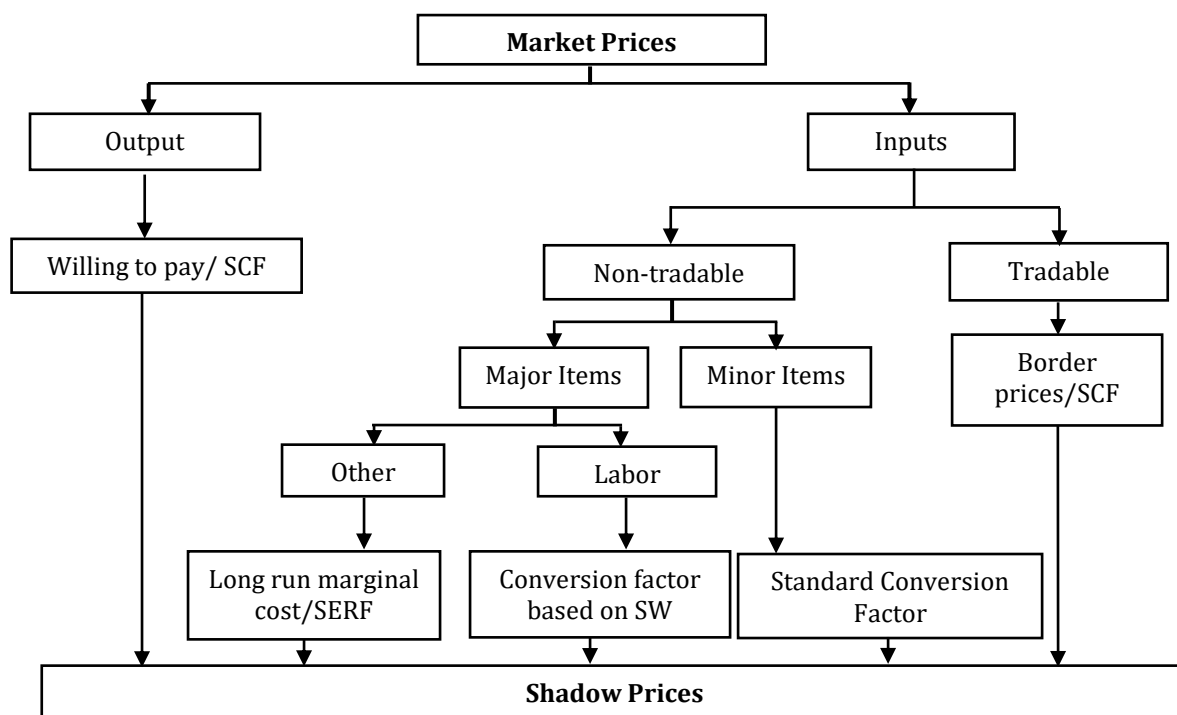 Market Prices
Output
Inputs
Willing to pay/ SCF
Non-tradable
Tradable
Major Items
Minor Items
Border
prices/SCF
Other
Labor
Long run marginal
cost/SERF
Conversion factor
based on SW
Standard Conversion
Factor
Shadow Prices